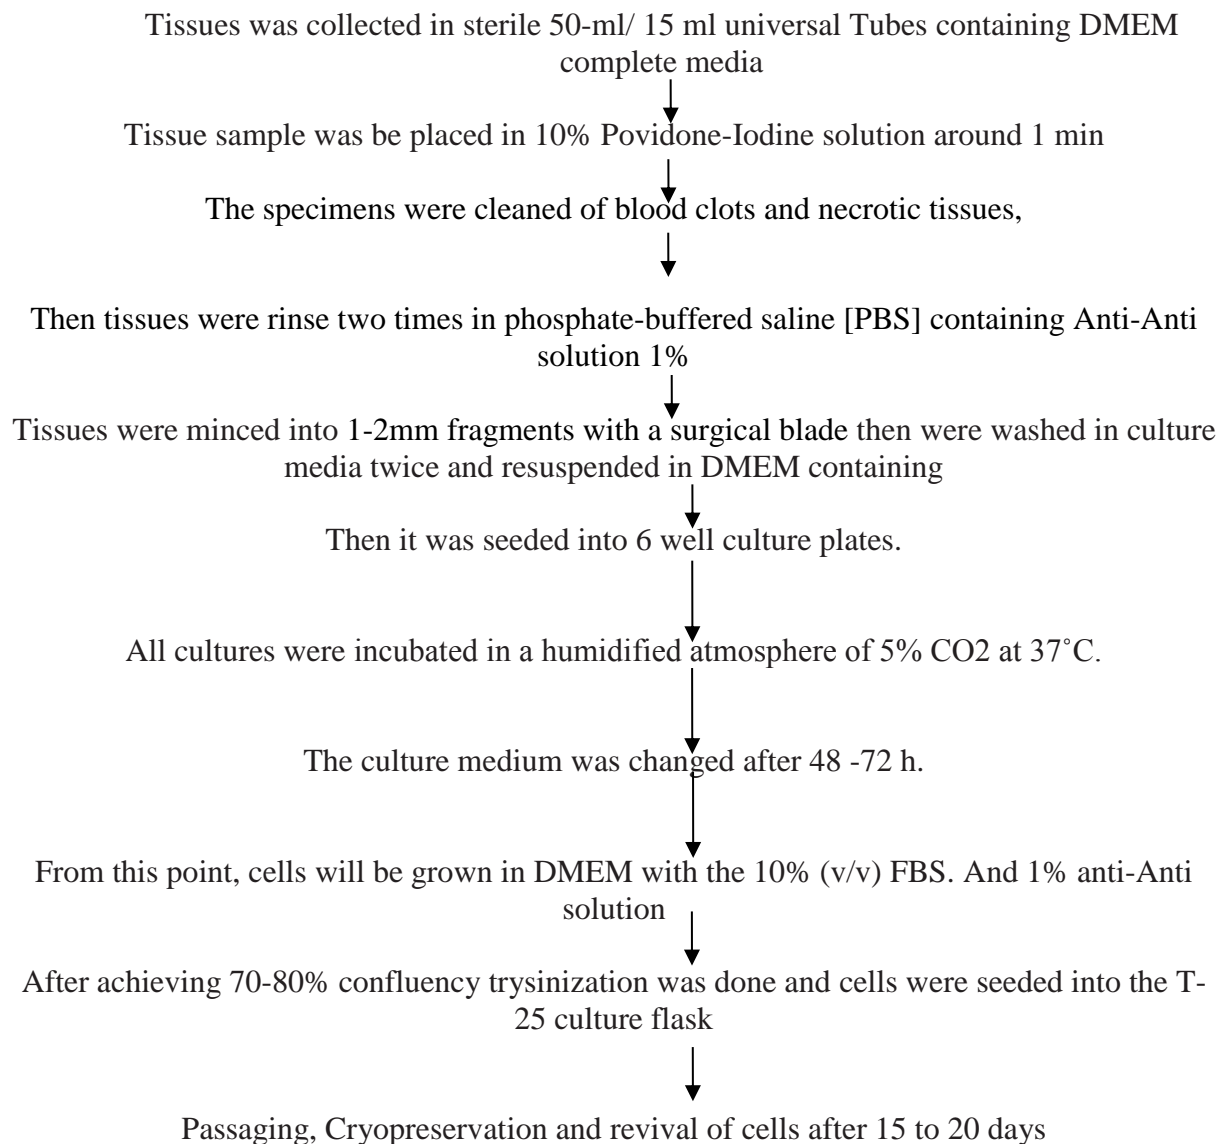 Tissues was collected in sterile 50-ml/ 15 ml universal Tubes containing DMEM
complete media
Tissue sample was be placed in 10% Povidone-Iodine solution around 1 min
The specimens were cleaned of blood clots and necrotic tissues,
Then tissues were rinse two times in phosphate-buffered saline [PBS] containing Anti-Anti
solution 1%
Tissues were minced into 1-2mm fragments with a surgical blade then were washed in culture
media twice and resuspended in DMEM containing
Then it was seeded into 6 well culture plates.
All cultures were incubated in a humidified atmosphere of 5% CO2 at 37˚C.
The culture medium was changed after 48 -72 h.
From this point, cells will be grown in DMEM with the 10% (v/v) FBS. And 1% anti-Anti
solution
After achieving 70-80% confluency trysinization was done and cells were seeded into the T-
25 culture flask
Passaging, Cryopreservation and revival of cells after 15 to 20 days